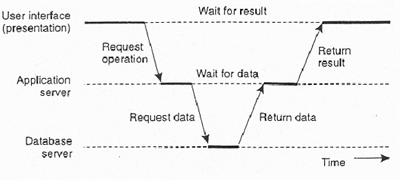 User interface
(presentation)
Wait for result
Request
operation
Return
result
Application
server
Wait for data
Request data
Return data
Database
server
Time